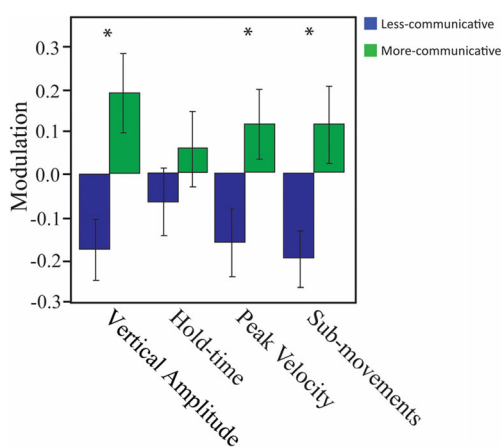 * * *
Less-communicative
More-communicative
Modulation
0.3
0.2
0.1
0.0
-0.1
-0.2
-0.3
Vertical Amplitude
Hold-time
Peak Velocity
Sub-movements